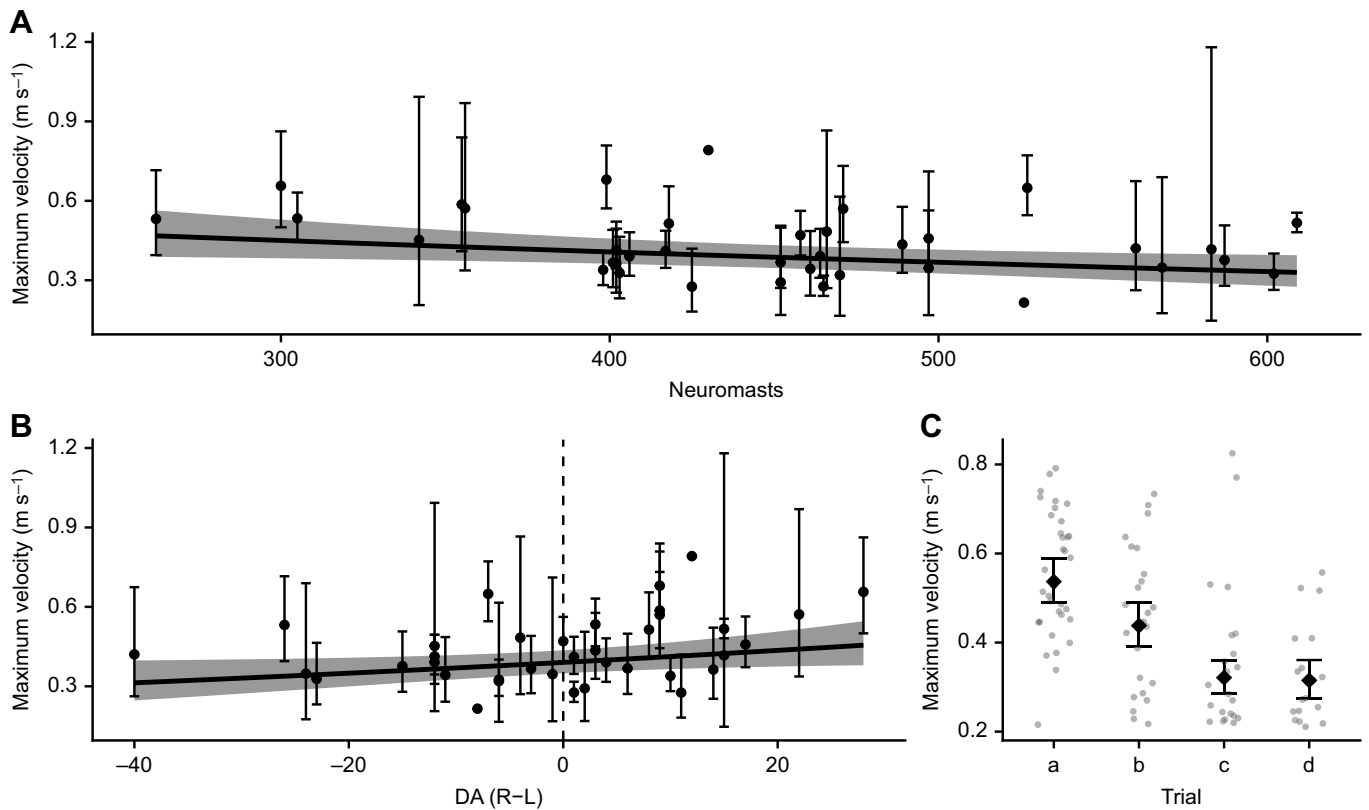 A
Maximum velocity (m s⁻¹)
1.2
0.9
0.6
0.3
300
400
500
600
Neuromasts
B
Maximum velocity (m s⁻¹)
1.2
0.9
0.6
0.3
–40
–20
0
20
DA (R–L)
C
Maximum velocity (m s⁻¹)
0.8
0.6
0.4
0.2
a
b
c
d
Trial